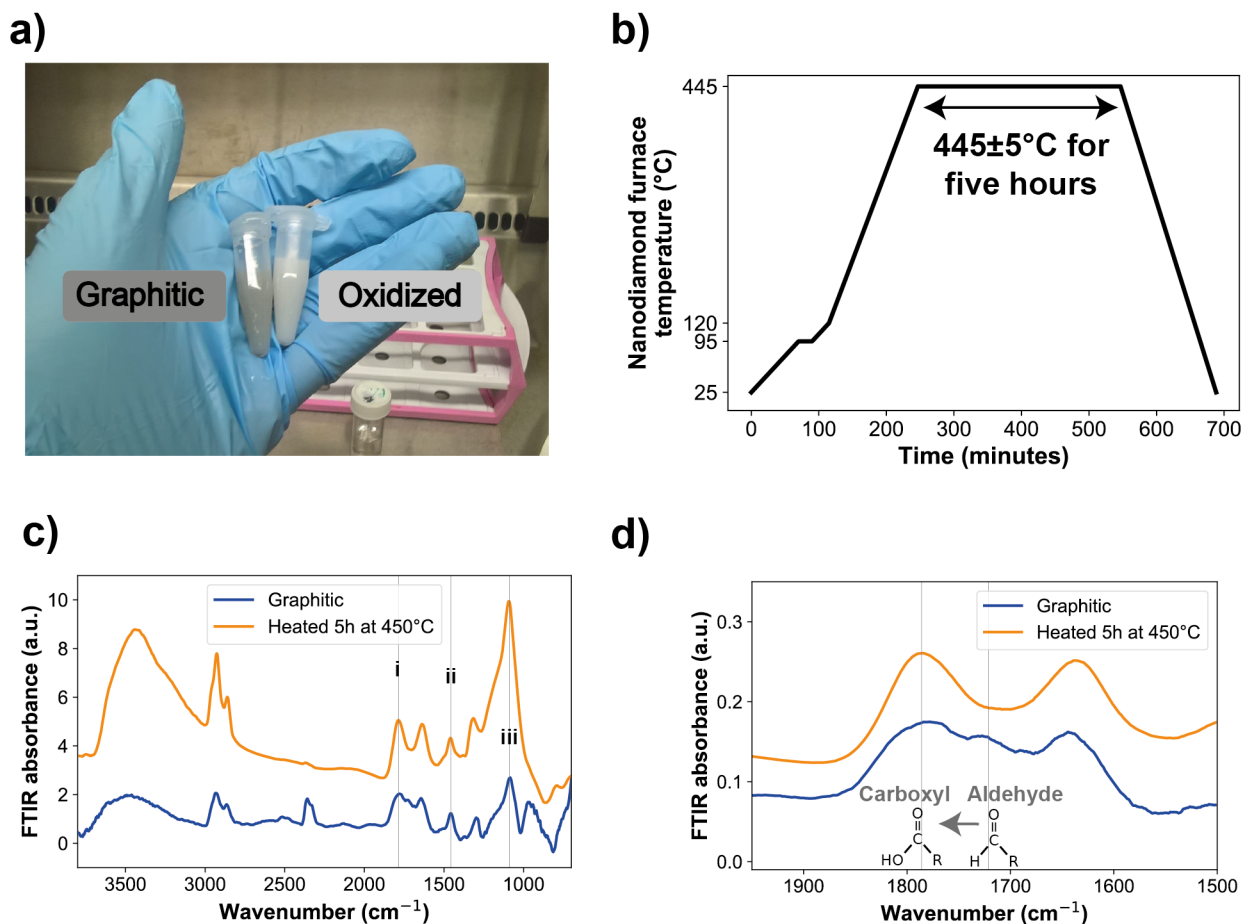 a)
Graphitic
Oxidized
b)
Nanodiamond furnace
temperature (°C)
445
120
95
25
445±5°C for
five hours
0
100
200
300
400
500
600
700
Time (minutes)
c)
FTIR absorbance (a.u.)
10
8
6
4
2
0
Graphitic
Heated 5h at 450°C
i
ii
iii
3500
3000
2500
2000
1500
1000
Wavenumber (cm⁻¹)
d)
FTIR absorbance (a.u.)
0.3
0.2
0.1
0.0
Graphitic
Heated 5h at 450°C
Carboxyl
Aldehyde
O
C
HO
R
O
C
H
R
1900
1800
1700
1600
1500
Wavenumber (cm⁻¹)